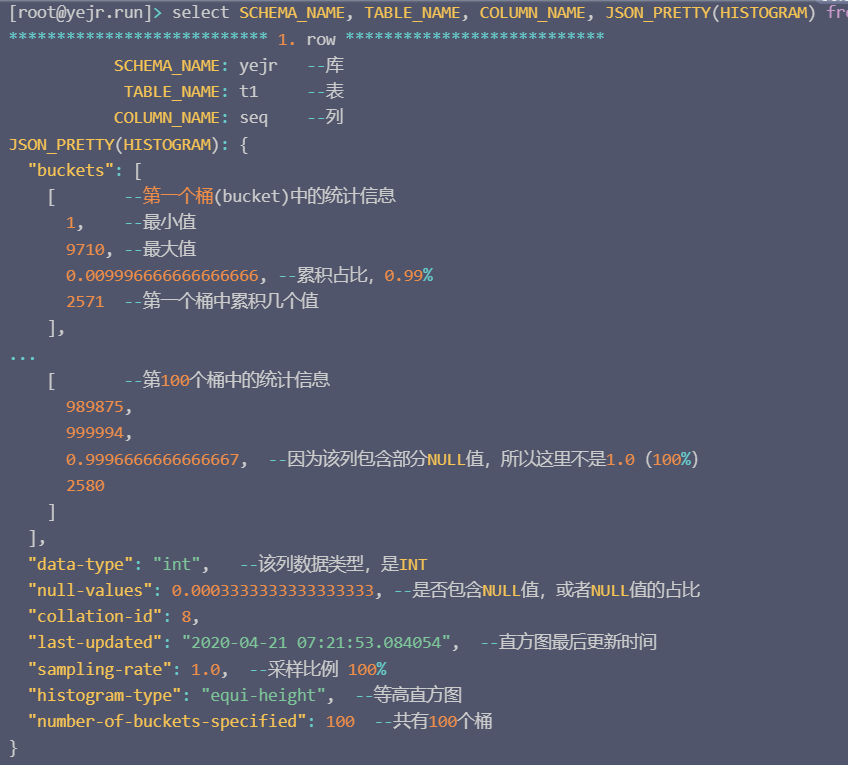 [root@yejr.run]> select SCHEMA_NAME, TABLE_NAME, COLUMN_NAME, JSON_PRETTY(HISTOGRAM) fro
*************************** 1. row ***************************
SCHEMA_NAME: yejr   --库
TABLE_NAME: t1     --表
COLUMN_NAME: seq    --列
JSON_PRETTY(HISTOGRAM): {
  "buckets": [
    [       --第一个桶(bucket)中的统计信息
      1,    --最小值
      9710, --最大值
      0.009996666666666666, --累积占比，0.99%
      2571  --第一个桶中累积几个值
    ],
...
    [       --第100个桶中的统计信息
      989875,
      999994,
      0.9996666666666667,  --因为该列包含部分NULL值，所以这里不是1.0（100%）
      2580
    ]
  ],
  "data-type": "int",   --该列数据类型，是INT
  "null-values": 0.0003333333333333333, --是否包含NULL值，或者NULL值的占比
  "collation-id": 8,
  "last-updated": "2020-04-21 07:21:53.084054",  --直方图最后更新时间
  "sampling-rate": 1.0,  --采样比例 100%
  "histogram-type": "equi-height",  --等高直方图
  "number-of-buckets-specified": 100  --共有100个桶
}